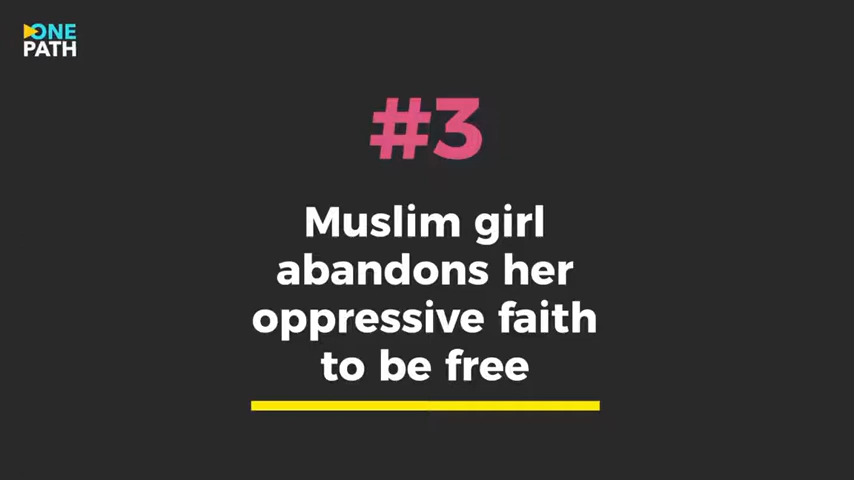 ONE
PATH
#3
Muslim girl
abandons her
oppressive faith
to be free